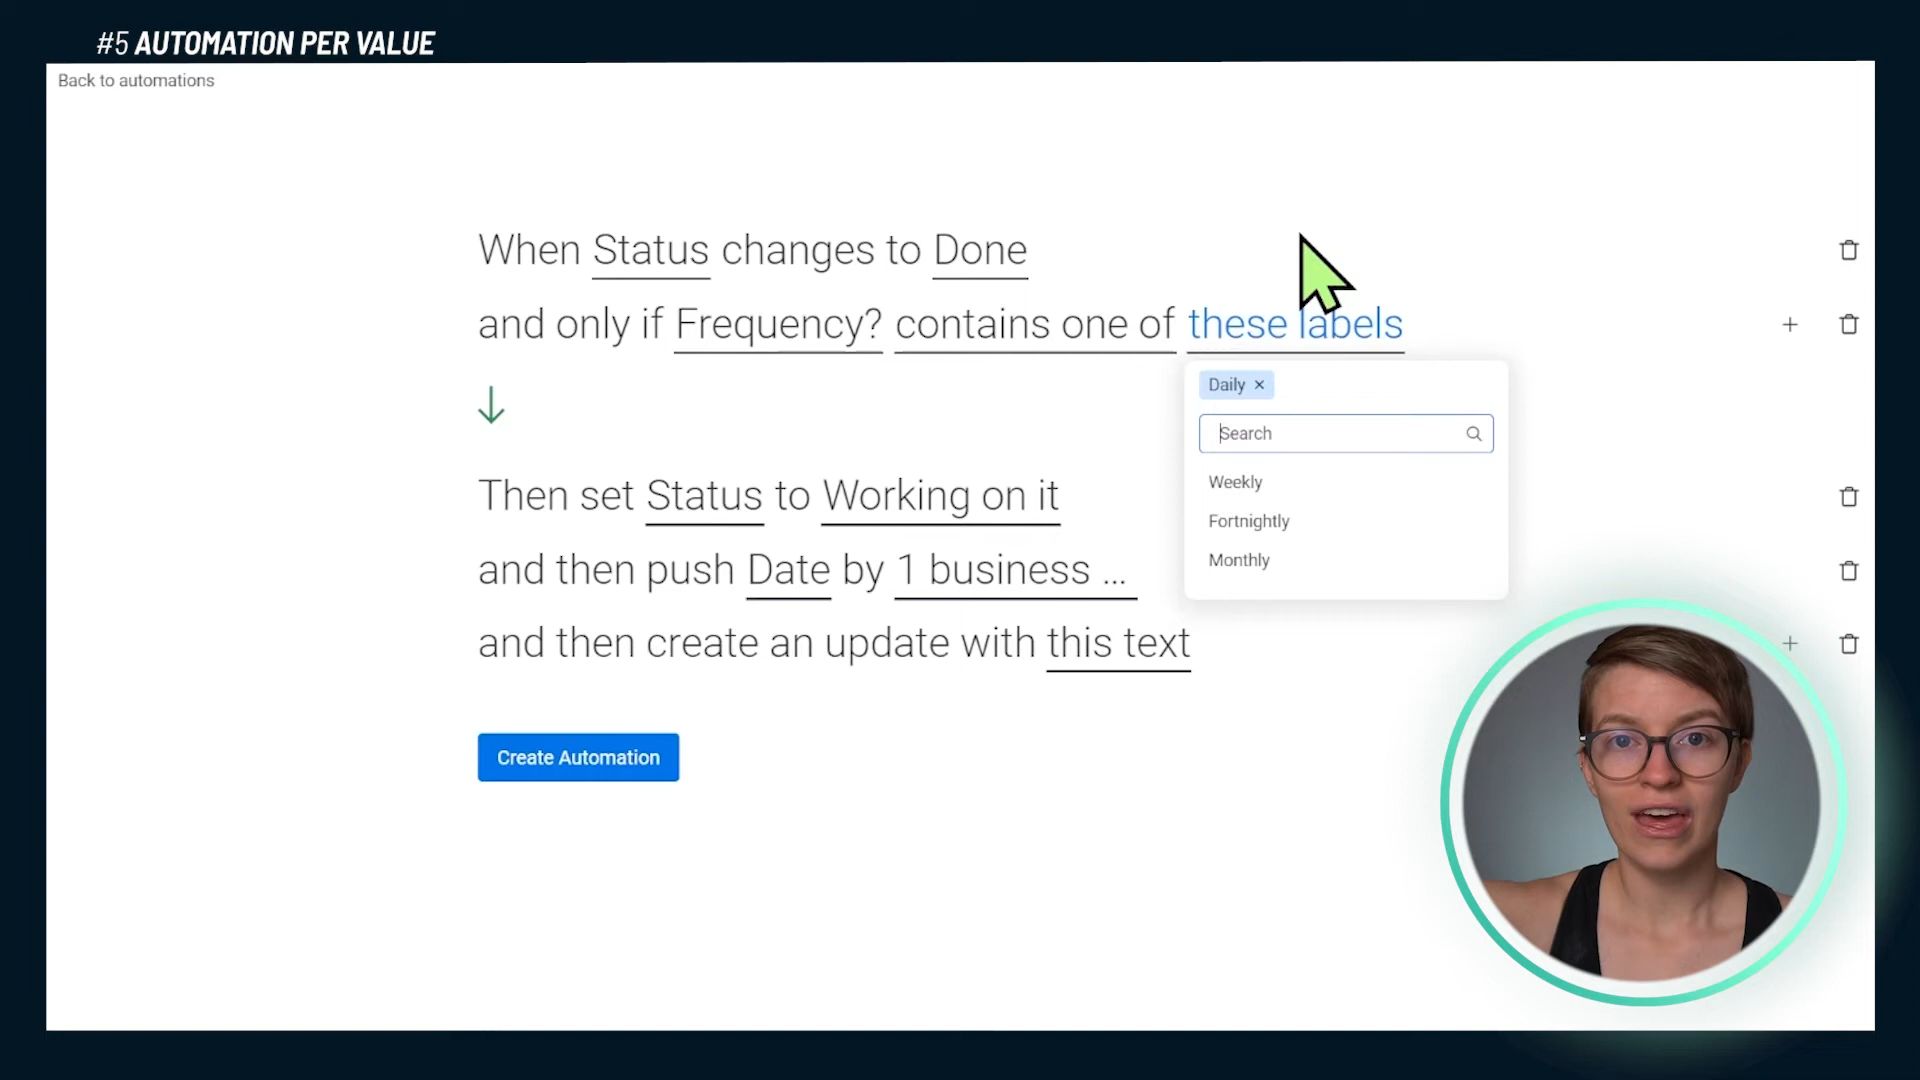 #5 AUTOMATION PER VALUE
Back to automations
When Status changes to Done
and only if Frequency? contains one of these labels
Daily ×
Search
Weekly
Fortnightly
Monthly
Then set Status to Working on it
and then push Date by 1 business ...
and then create an update with this text
Create Automation